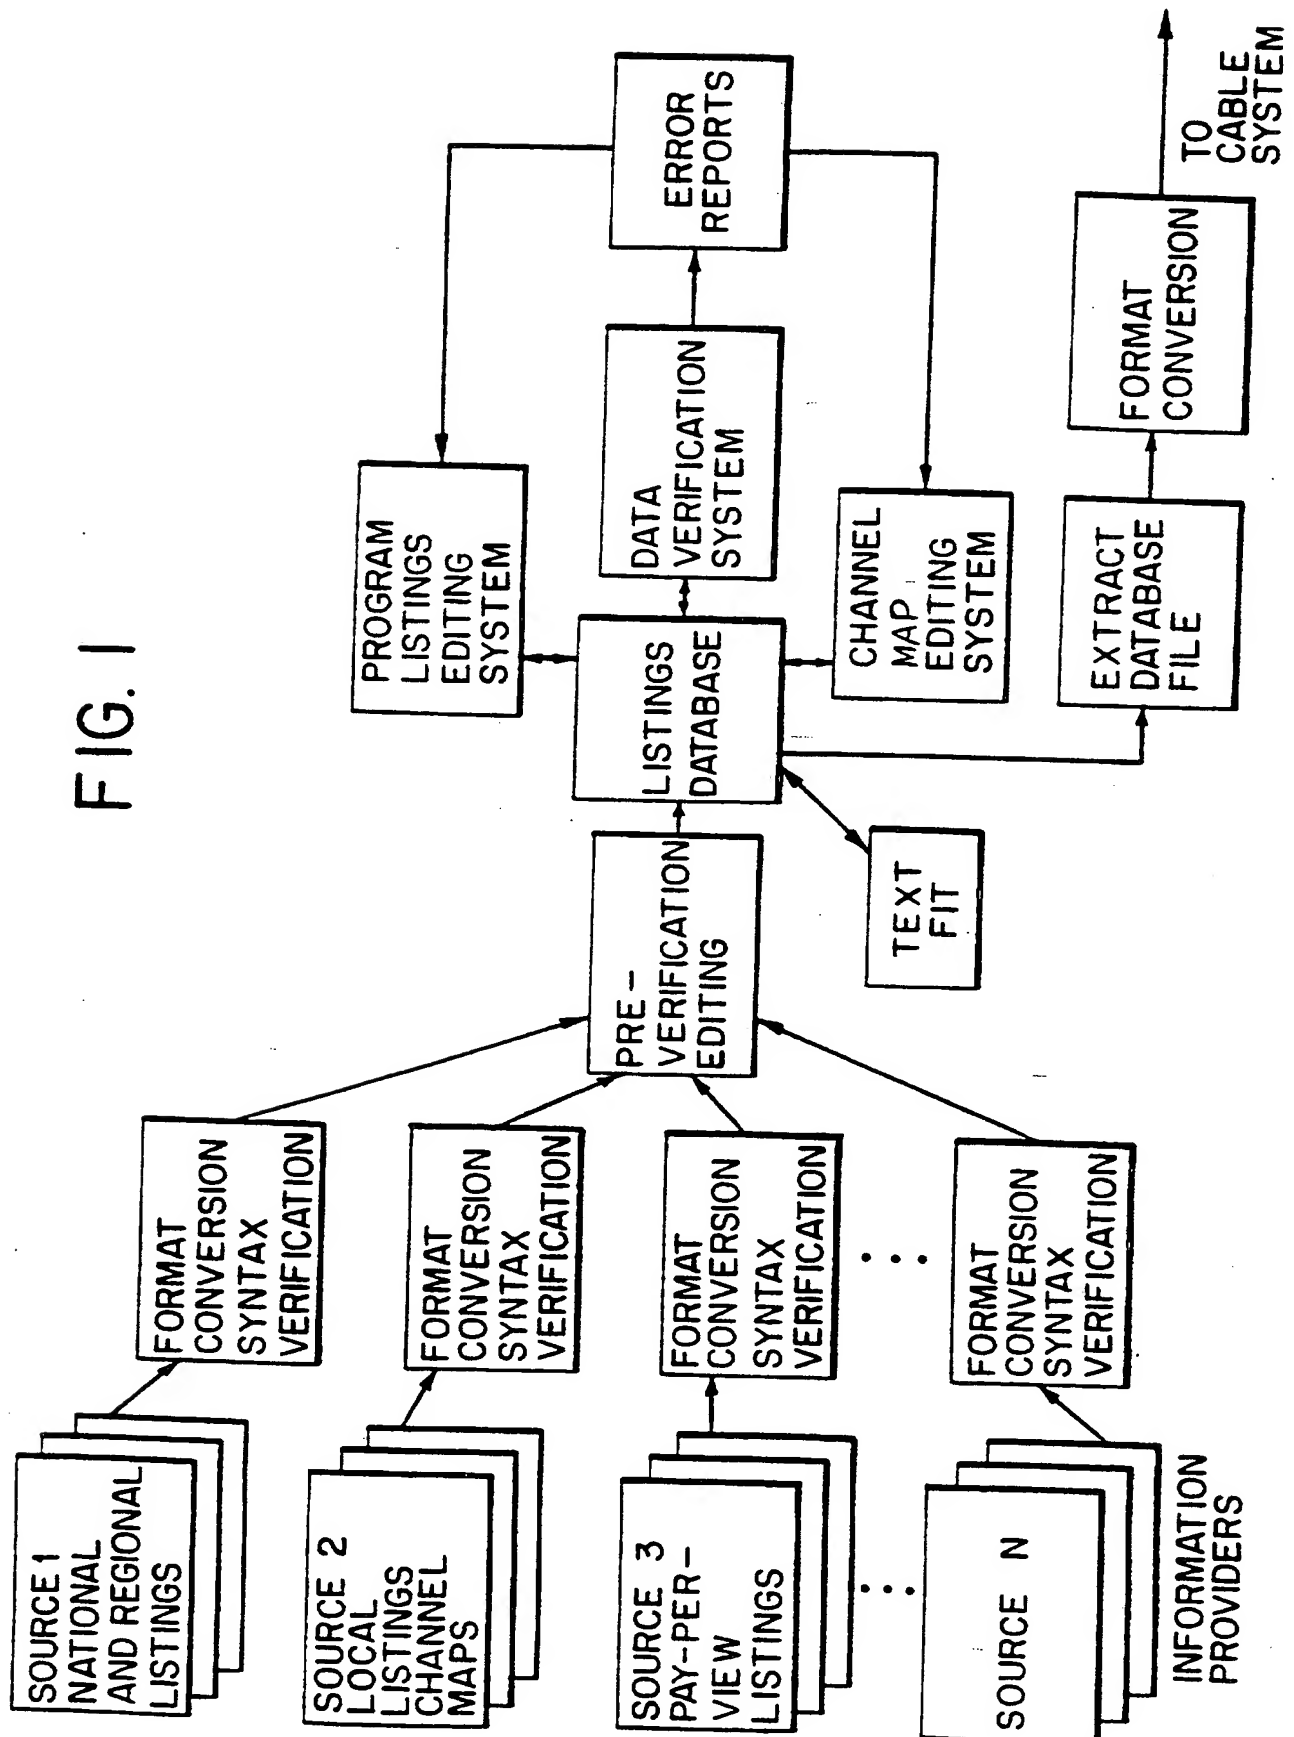 FIG. 1
SOURCE 1
NATIONAL
AND REGIONAL
LISTINGS
SOURCE 2
LOCAL
LISTINGS
CHANNEL
MAPS
SOURCE 3
PAY-PER-
VIEW
LISTINGS
SOURCE N
INFORMATION
PROVIDERS
FORMAT
CONVERSION
SYNTAX
VERIFICATION
FORMAT
CONVERSION
SYNTAX
VERIFICATION
FORMAT
CONVERSION
SYNTAX
VERIFICATION
FORMAT
CONVERSION
SYNTAX
VERIFICATION
PRE-
VERIFICATION
EDITING
TEXT
FIT
LISTINGS
DATABASE
PROGRAM
LISTINGS
EDITING
SYSTEM
DATA
VERIFICATION
SYSTEM
CHANNEL
MAP
EDITING
SYSTEM
ERROR
REPORTS
EXTRACT
DATABASE
FILE
FORMAT
CONVERSION
TO
CABLE
SYSTEM